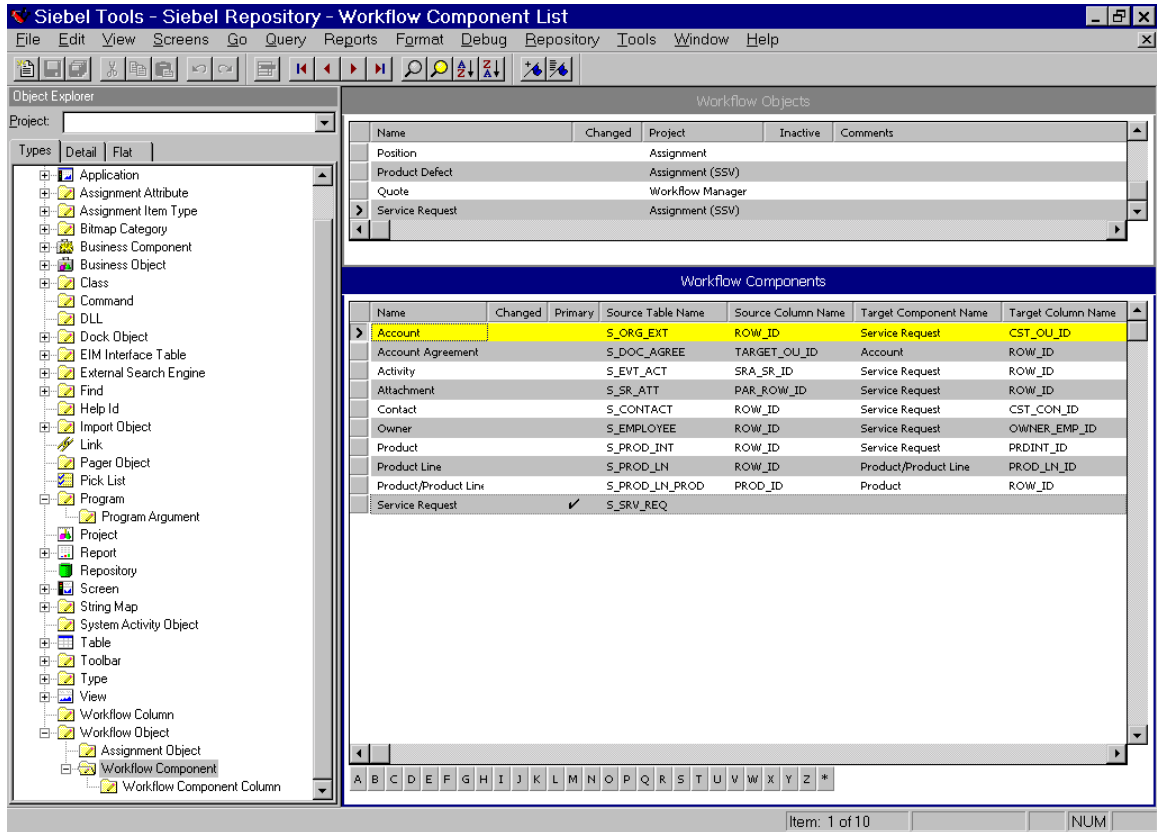 Siebel Tools - Siebel Repository - Workflow Component List
File Edit View Screens Go Query Reports Format Debug Repository Tools Window Help
Object Explorer
Project:
Types Detail Flat
Application
Assignment Attribute
Assignment Item Type
Bitmap Category
Business Component
Business Object
Class
Command
DLL
Dock Object
EIM Interface Table
External Search Engine
Find
Help Id
Import Object
Link
Pager Object
Pick List
Program
Program Argument
Project
Report
Repository
Screen
String Map
System Activity Object
Table
Toolbar
Type
View
Workflow Column
Workflow Object
Assignment Object
Workflow Component
Workflow Component Column
Workflow Objects
Name Changed Project Inactive Comments
Position Assignment
Product Defect Assignment (SSV)
Quote Workflow Manager
Service Request Assignment (SSV)
Workflow Components
Name Changed Primary Source Table Name Source Column Name Target Component Name Target Column Name
Account S_ORG_EXT ROW_ID Service Request CST_OU_ID
Account Agreement S_DOC_AGREE TARGET_OU_ID Account ROW_ID
Activity S_EVT_ACT SRA_SR_ID Service Request ROW_ID
Attachment S_SR_ATT PAR_ROW_ID Service Request ROW_ID
Contact S_CONTACT ROW_ID Service Request CST_CON_ID
Owner S_EMPLOYEE ROW_ID Service Request OWNER_EMP_ID
Product S_PROD_INT ROW_ID Service Request PRDINT_ID
Product Line S_PROD_LN ROW_ID Product/Product Line PROD_LN_ID
Product/Product Line S_PROD_LN_PROD PROD_ID Product ROW_ID
Service Request ✓ S_SRV_REQ
A B C D E F G H I J K L M N O P Q R S T U V W X Y Z *
Item: 1 of 10 NUM